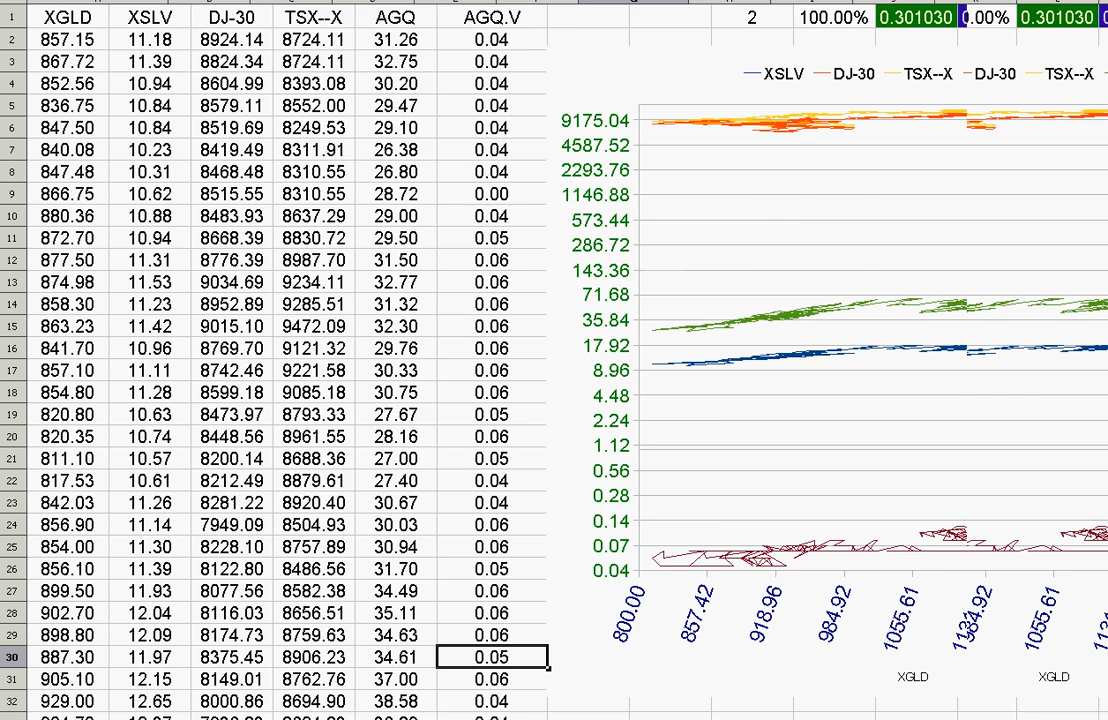 1 XGLD XSLV DJ-30 TSX--X AGQ AGQ.V 2 100.00% 0.301030 .00% 0.301030
2 857.15 11.18 8924.14 8724.11 31.26 0.04
3 867.72 11.39 8824.34 8724.11 32.75 0.04
4 852.56 10.94 8604.99 8393.08 30.20 0.04
5 836.75 10.84 8579.11 8552.00 29.47 0.04
6 847.50 10.84 8519.69 8249.53 29.10 0.04
7 840.08 10.23 8419.49 8311.91 26.38 0.04
8 847.48 10.31 8468.48 8310.55 26.80 0.04
9 866.75 10.62 8515.55 8310.55 28.72 0.00
10 880.36 10.88 8483.93 8637.29 29.00 0.04
11 872.70 10.94 8668.39 8830.72 29.50 0.05
12 877.50 11.31 8776.39 8987.70 31.50 0.06
13 874.98 11.53 9034.69 9234.11 32.77 0.06
14 858.30 11.23 8952.89 9285.51 31.32 0.06
15 863.23 11.42 9015.10 9472.09 32.30 0.06
16 841.70 10.96 8769.70 9121.32 29.76 0.06
17 857.10 11.11 8742.46 9221.58 30.33 0.06
18 854.80 11.28 8599.18 9085.18 30.75 0.06
19 820.80 10.63 8473.97 8793.33 27.67 0.05
20 820.35 10.74 8448.56 8961.55 28.16 0.06
21 811.10 10.57 8200.14 8688.36 27.00 0.05
22 817.53 10.61 8212.49 8879.61 27.40 0.04
23 842.03 11.26 8281.22 8920.40 30.67 0.04
24 856.90 11.14 7949.09 8504.93 30.03 0.06
25 854.00 11.30 8228.10 8757.89 30.94 0.06
26 856.10 11.39 8122.80 8486.56 31.70 0.05
27 899.50 11.93 8077.56 8582.38 34.49 0.06
28 902.70 12.04 8116.03 8656.51 35.11 0.06
29 898.80 12.09 8174.73 8759.63 34.63 0.06
30 887.30 11.97 8375.45 8906.23 34.61 0.05
31 905.10 12.15 8149.01 8762.76 37.00 0.06
32 929.00 12.65 8000.86 8694.90 38.58 0.04
XSLV DJ-30 TSX--X DJ-30 TSX--X
9175.04
4587.52
2293.76
1146.88
573.44
286.72
143.36
71.68
35.84
17.92
8.96
4.48
2.24
1.12
0.56
0.28
0.14
0.07
0.04
800.00 857.42 918.96 984.92 1055.61 984.92 1055.61
XGLD XGLD